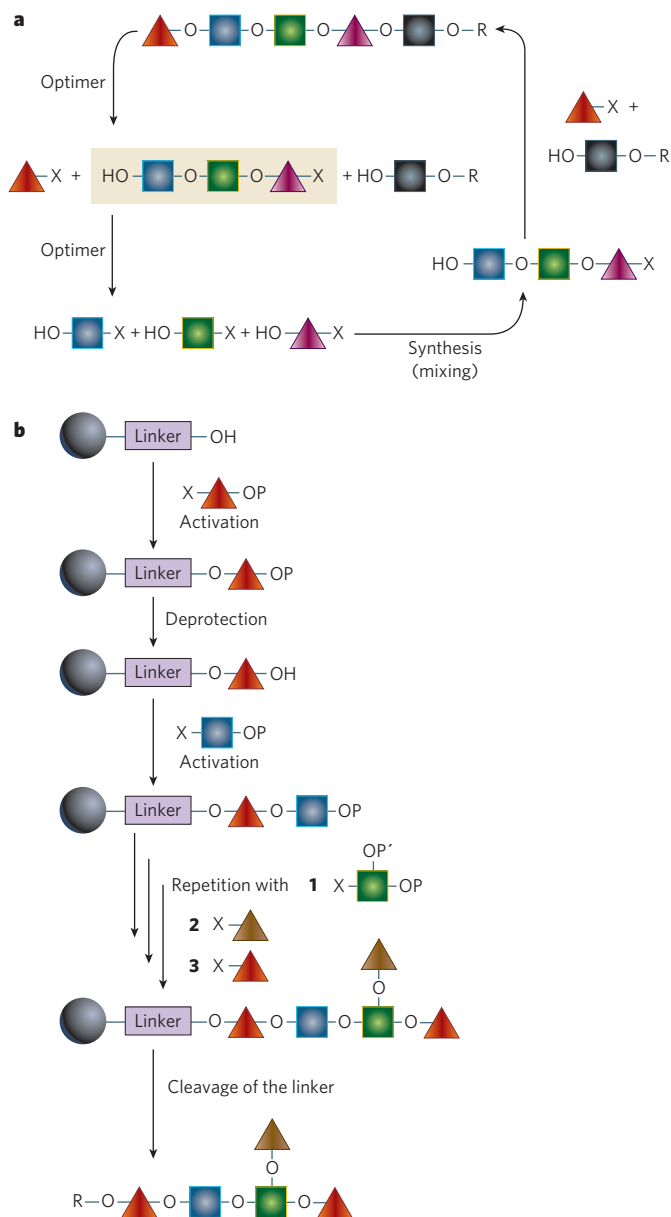 a
O O O O O R
Optimer
X +
HO O R
X + HO O O X + HO O R
Optimer
HO O O X
HO X + HO X + HO X
Synthesis
(mixing)
b
Linker OH
X OP
Activation
Linker O OP
Deprotection
Linker O OH
X OP
Activation
Linker O O OP
OP′
Repetition with 1 X OP
2 X
3 X
O
Linker O O O O
Cleavage of the linker
O
R O O O O